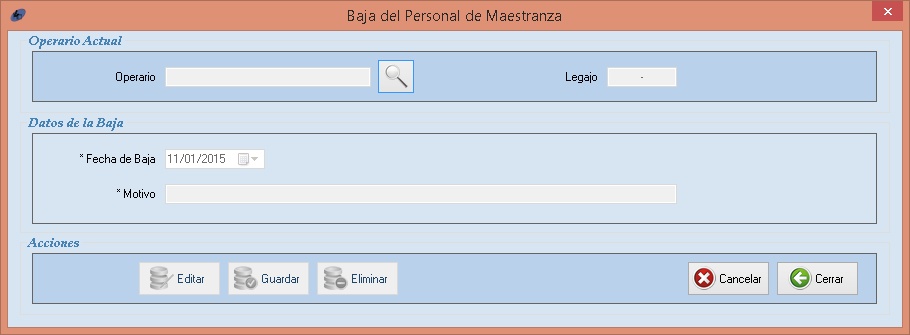 Baja del Personal de Maestranza
Operario Actual
Operario
Legajo -
Datos de la Baja
* Fecha de Baja 11/01/2015
* Motivo
Acciones
Editar Guardar Eliminar Cancelar Cerrar